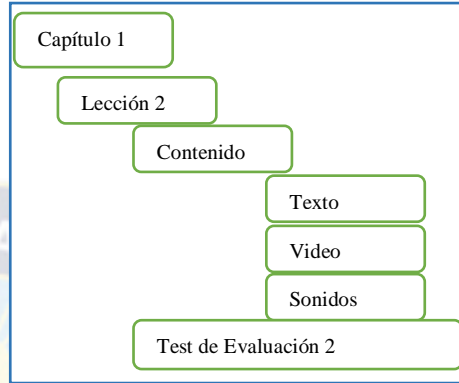 Capítulo 1
Lección 2
Contenido
Texto
Video
Sonidos
Test de Evaluación 2